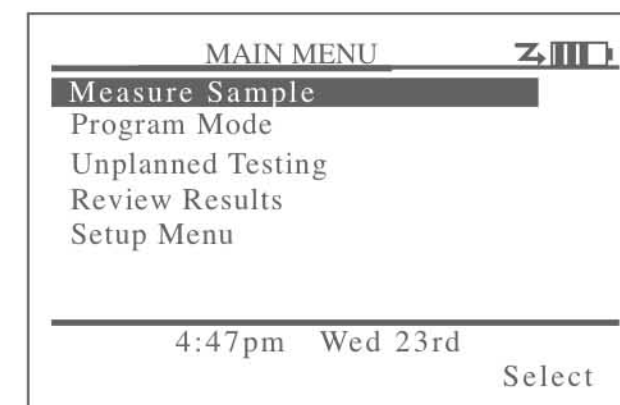 MAIN MENU
Measure Sample
Program Mode
Unplanned Testing
Review Results
Setup Menu
4:47pm Wed 23rd
Select